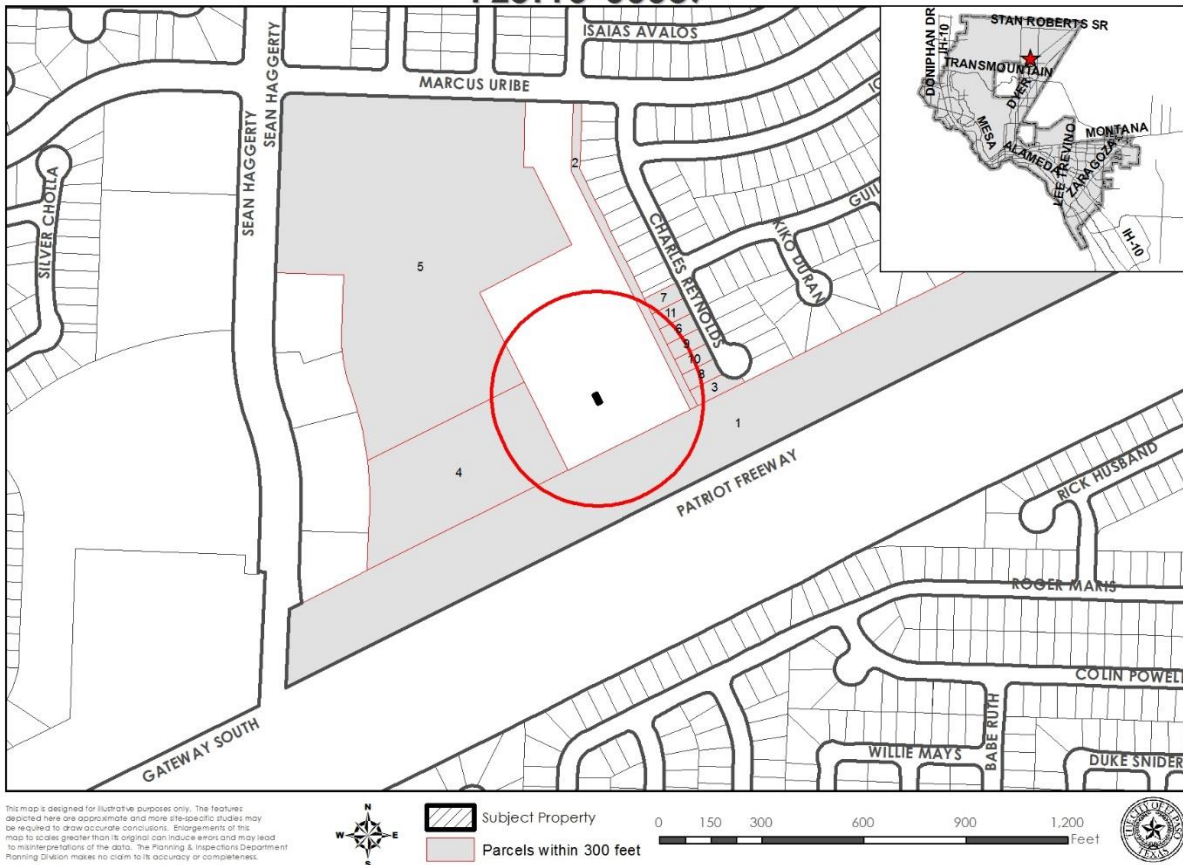 ISAIAS AVALOS
MARCUS URIBE
SEAN HAGGERTY
SEAN HAGGERTY
SILVER CHOLLA
CHARLES REYNOLDS
KIKO DURAN
2
5
7
11
6
9
10
8
3
1
4
PATRIOT FREEWAY
RICK HUSBAND
ROGER MARIS
COLIN POWELL
BABE RUTH
WILLIE MAYS
DUKE SNIDER
GATEWAY SOUTH
DONIPHAN DR
IH-10
STAN ROBERTS SR
TRANSMOUNTAIN
DYER
MESA
MONTANA
ALAMEDA
LEE TREVINO
ZARAGOZA
IH-10
This map is designed for illustrative purposes only. The features
depicted here are approximate and more site-specific studies may
be required to draw accurate conclusions. Enlargements of this
map to scales greater than its original can induce errors and may lead
to misinterpretations of the data. The Planning & Inspections Department
Planning Division makes no claim to its accuracy or completeness.
N
W E
S
Subject Property
Parcels within 300 feet
0 150 300 600 900 1,200
Feet
THE CITY OF EL PASO
TEXAS